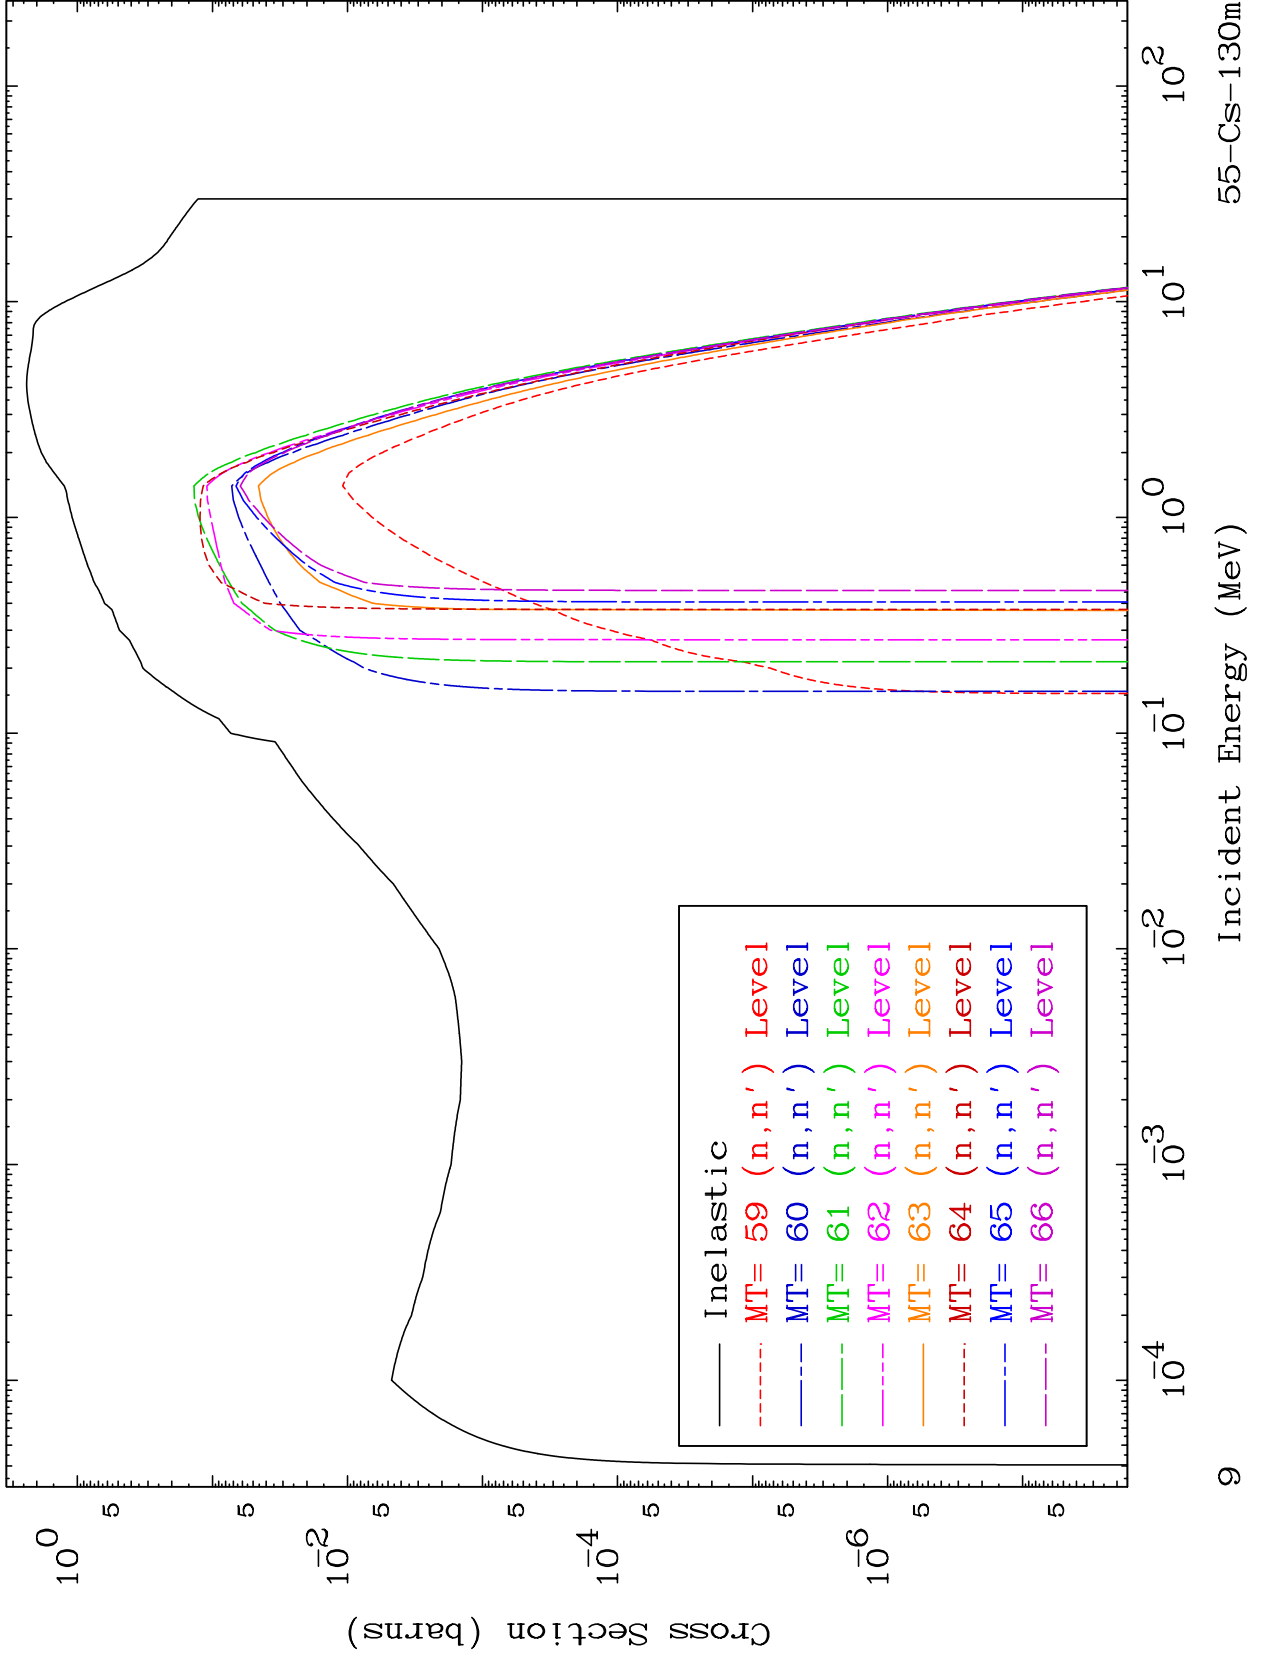 Cross Section (barns)
10^0
5
5
10^-2
5
5
10^-4
5
5
10^-6
5
5
Inelastic
MT= 59 (n,n') Level
MT= 60 (n,n') Level
MT= 61 (n,n') Level
MT= 62 (n,n') Level
MT= 63 (n,n') Level
MT= 64 (n,n') Level
MT= 65 (n,n') Level
MT= 66 (n,n') Level
10^-4
10^-3
10^-2
10^-1
10^0
10^1
10^2
Incident Energy (MeV)
9
55-Cs-130m